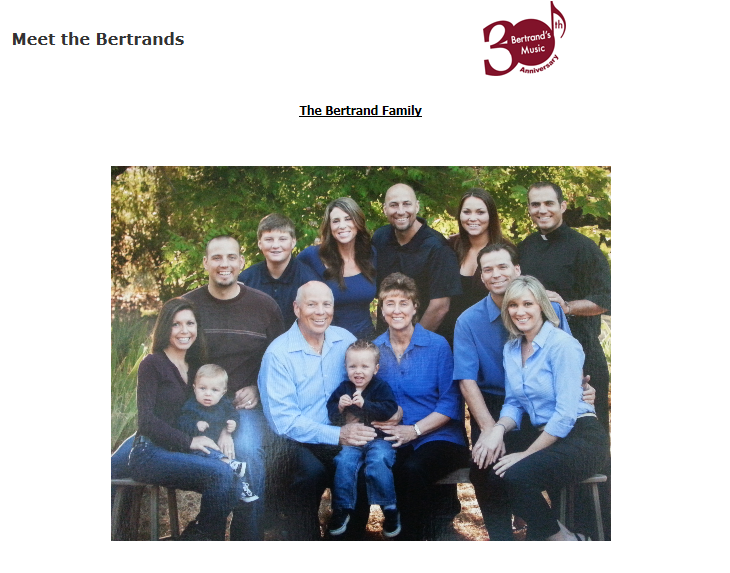 Meet the Bertrands
30th
Bertrand's
Music
Anniversary
The Bertrand Family